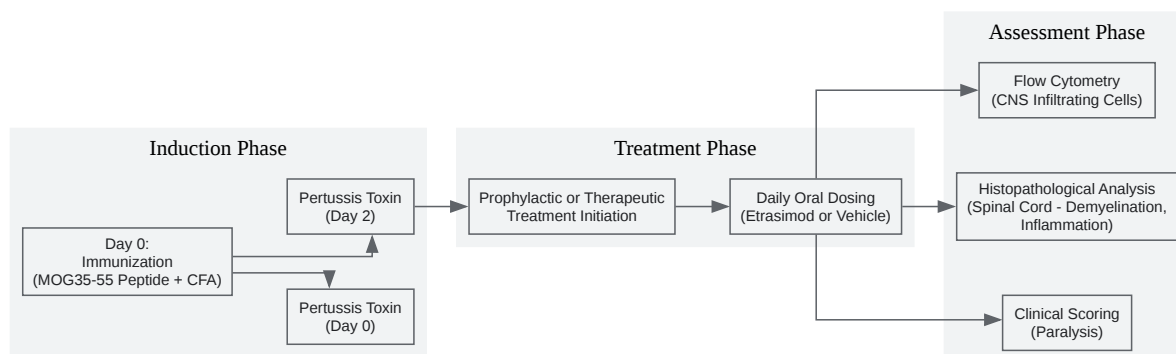 Induction Phase
Day 0:
Immunization
(MOG35-55 Peptide + CFA)
Pertussis Toxin
(Day 2)
Pertussis Toxin
(Day 0)
Treatment Phase
Prophylactic or Therapeutic
Treatment Initiation
Daily Oral Dosing
(Etrasimod or Vehicle)
Assessment Phase
Flow Cytometry
(CNS Infiltrating Cells)
Histopathological Analysis
(Spinal Cord - Demyelination,
Inflammation)
Clinical Scoring
(Paralysis)